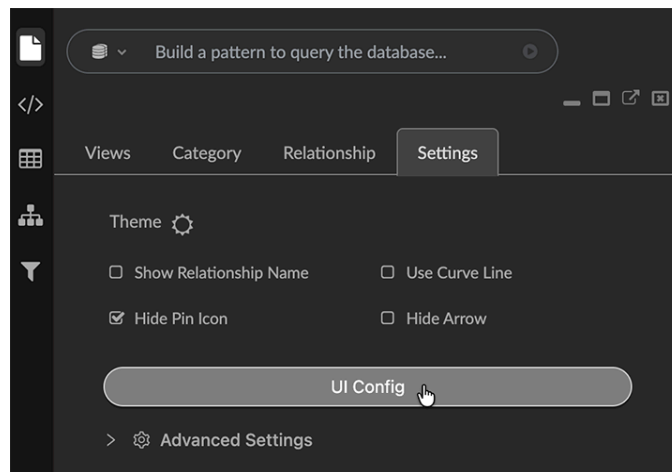 Build a pattern to query the database...
</>
Views Category Relationship Settings
Theme
Show Relationship Name Use Curve Line
Hide Pin Icon Hide Arrow
UI Config
> Advanced Settings